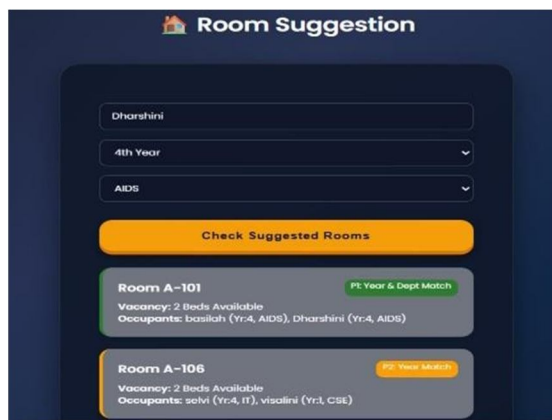 Room Suggestion
Dharshini
4th Year
AIDS
Check Suggested Rooms
Room A-101
P1: Year & Dept Match
Vacancy: 2 Beds Available
Occupants: basilah (Yr:4, AIDS), Dharshini (Yr:4, AIDS)
Room A-106
P2: Year Match
Vacancy: 2 Beds Available
Occupants: selvi (Yr:4, IT), visalini (Yr:1, CSE)